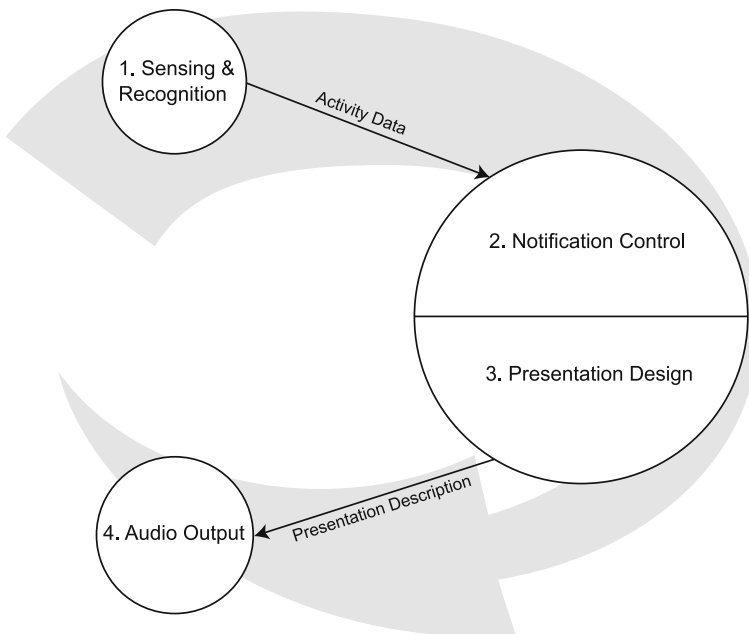 1. Sensing &
Recognition
Activity Data
2. Notification Control
3. Presentation Design
Presentation Description
4. Audio Output